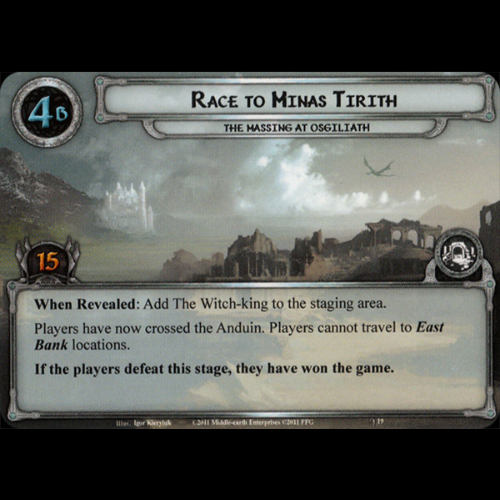 4B
RACE TO MINAS TIRITH
THE MASSING AT OSGILIATH
15
When Revealed: Add The Witch-king to the staging area.
Players have now crossed the Anduin. Players cannot travel to East
Bank locations.
If the players defeat this stage, they have won the game.
Illus. Igor Kieryluk ©2011 Middle-earth Enterprises ©2011 FFG